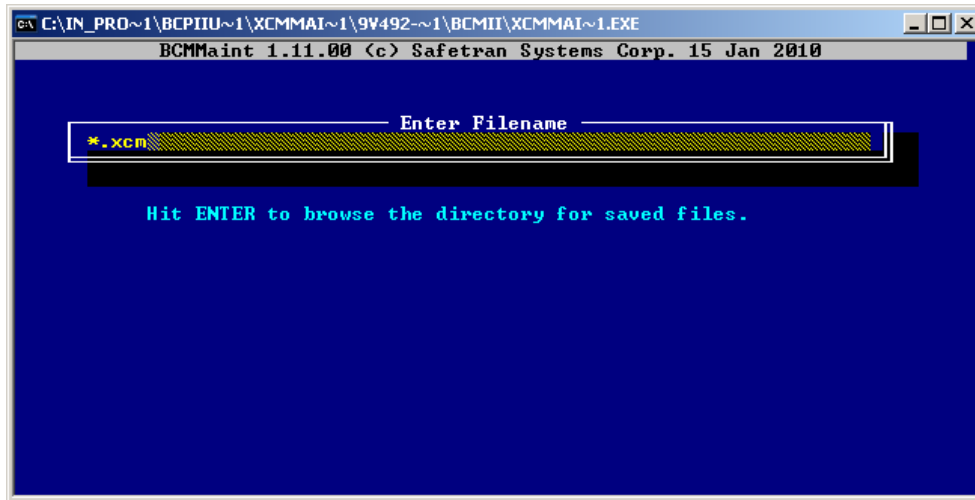 C:\IN_PRO~1\BCPIIU~1\XCMMAI~1\9V492-~1\BCMII\XCMMAI~1.EXE
BCMMaint 1.11.00 (c) Safetran Systems Corp. 15 Jan 2010
Enter Filename
*.xcm
Hit ENTER to browse the directory for saved files.